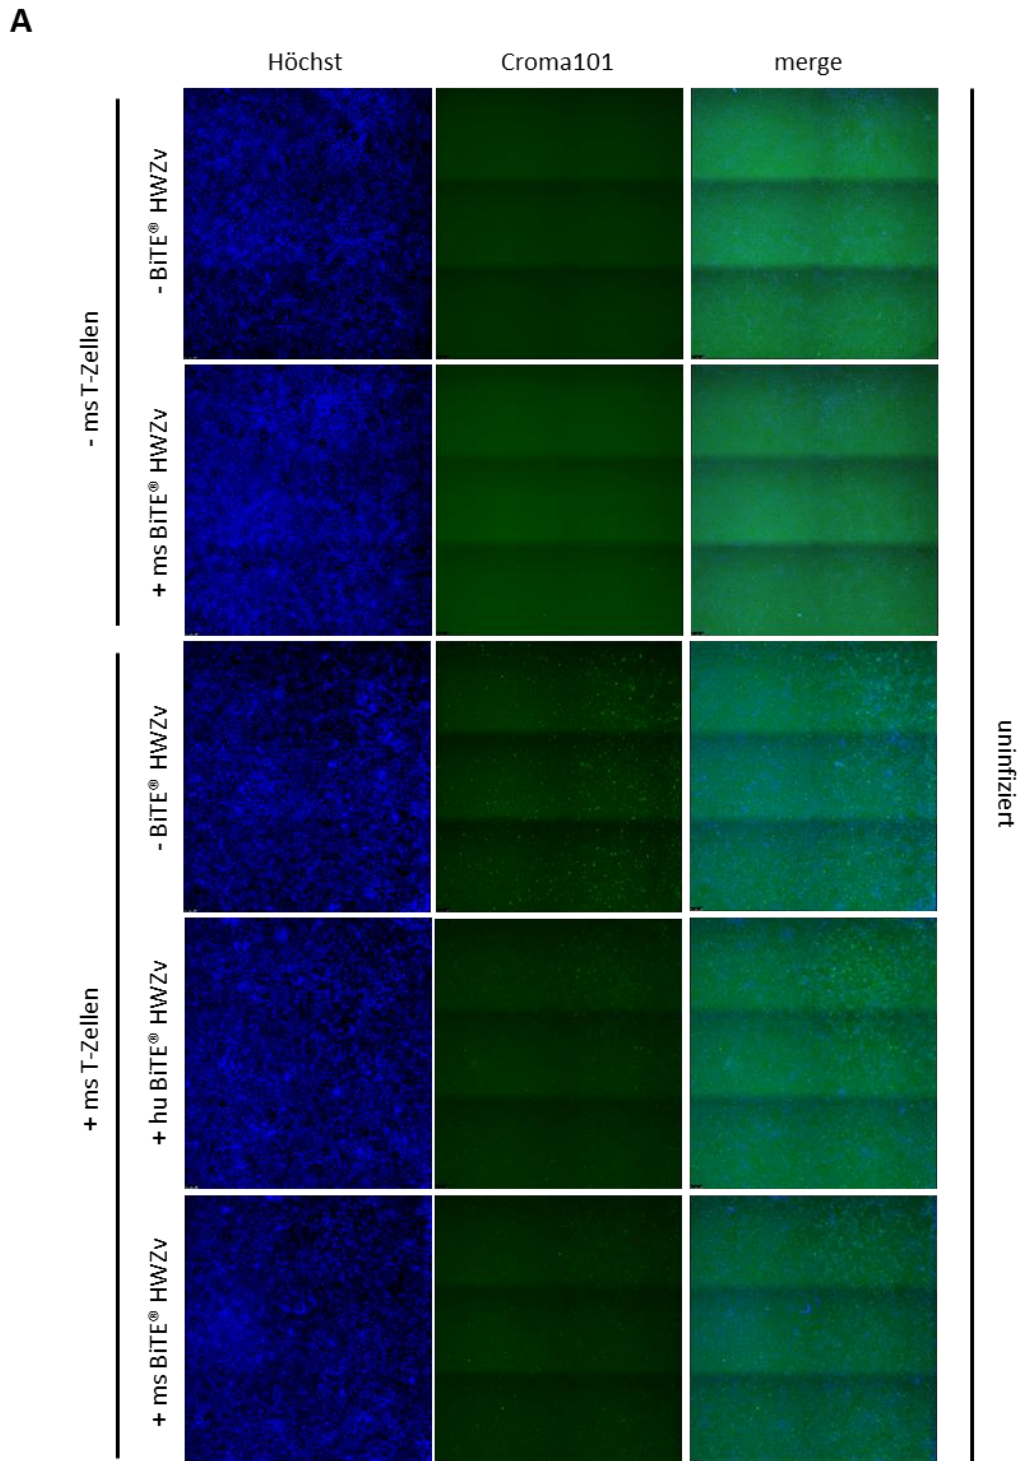 A
Höchst Croma101 merge
- ms T-Zellen
- BiTE® HWZv
+ ms BiTE® HWZv
+ ms T-Zellen
- BiTE® HWZv
+ hu BiTE® HWZv
+ ms BiTE® HWZv
uninfiziert